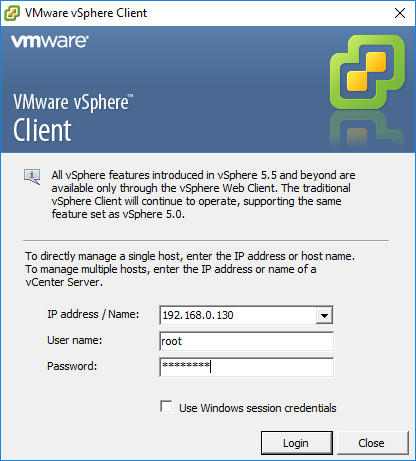 VMware vSphere Client
vmware®
VMware vSphere™
Client
All vSphere features introduced in vSphere 5.5 and beyond are
available only through the vSphere Web Client. The traditional
vSphere Client will continue to operate, supporting the same
feature set as vSphere 5.0.
To directly manage a single host, enter the IP address or host name.
To manage multiple hosts, enter the IP address or name of a
vCenter Server.
IP address / Name: 192.168.0.130
User name: root
Password: ********
Use Windows session credentials
Login Close